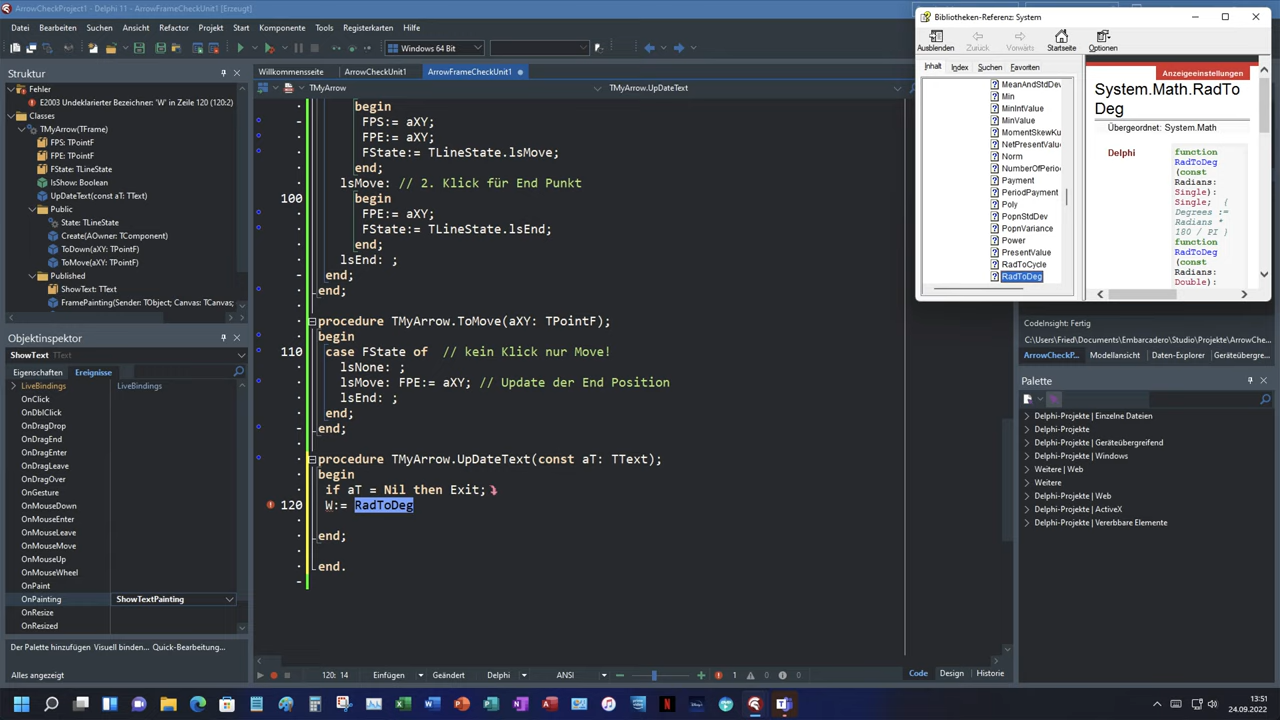 ArrowCheckProject1 - Delphi 11 - ArrowFrameCheckUnit1 [Erzeugt]
Datei
Bearbeiten
Suchen
Ansicht
Refactor
Projekt
Komponente
Windows 64 Bit
Struktur
Fehler
E2003 Undeklarierter Bezeichner: 'W' in Zeile 120 (120:2)
Classes
TMyArrow(TFrame)
FPS: TPointF
FPE: TPointF
FState: TLineState
IsShow: Boolean
UpDateText(const aT: TText)
Public
State: TLineState
Create(AOwner: TComponent)
ToDown(aXY: TPointF)
ToMove(aXY: TPointF)
Published
ShowText: TText
FramePainting(Sender: TObject; Canvas: TCan
Objektinspektor
ShowText TText
Eigenschaften Ereignisse
LiveBindings LiveBindings
OnClick
OnDblClick
OnDragDrop
OnDragEnd
OnDragEnter
OnDragLeave
OnDragOver
OnGesture
OnMouseDown
OnMouseEnter
OnMouseLeave
OnMouseMove
OnMouseUp
OnMouseWheel
OnPaint
OnPainting ShowTextPainting
OnResize
OnResized
Der Palette hinzufügen Visuell binden... Quick-Bearbeitung...
Alles angezeigt
Willkommensseite ArrowCheckUnit1 ArrowFrameCheckUnit1
TMyArrow TMyArrow.UpDateText
begin
FPS:= aXY;
FPE:= aXY;
FState:= TLineState.lsMove;
end;
lsMove: // 2. Klick für End Punkt
100 begin
FPE:= aXY;
FState:= TLineState.lsEnd;
end;
lsEnd: ;
end;
end;
procedure TMyArrow.ToMove(aXY: TPointF);
begin
110 case FState of // kein Klick nur Move!
lsNone: ;
lsMove: FPE:= aXY; // Update der End Position
lsEnd: ;
end;
end;
procedure TMyArrow.UpDateText(const aT: TText);
begin
if aT = Nil then Exit;
120 W:= RadToDeg
end;
end.
Einfügen Geändert Delphi ANSI 100% 1 0
Code Design Historie
Bibliotheken-Referenz: System
Ausblenden Zurück Vorwärts Startseite Optionen
Inhalt Index Suchen Favoriten
MeanAndStdDev
Min
MinIntValue
MinValue
MomentSkewKu
NetPresentValue
Norm
NumberOfPerio
Payment
PeriodPayment
Poly
PopnStdDev
PopnVariance
Power
PresentValue
RadToCycle
RadToDeg
Anzeigeeinstellungen
System.Math.RadTo
Deg
Übergeordnet: System.Math
Delphi
function
RadToDeg
(const
Radians:
Single):
Single; {
Degrees :=
Radians *
180 / PI }
function
RadToDeg
(const
Radians:
Double):
CodeInsight: Fertig
C:\Users\Fried\Documents\Embarcadero\Studio\Projekte\ArrowChe...
ArrowCheckP... Modellansicht Daten-Explorer Geräteübergre...
Palette
Delphi-Projekte | Einzelne Dateien
Delphi-Projekte
Delphi-Projekte | Geräteübergreifend
Delphi-Projekte | Windows
Weitere | Web
Weitere
Delphi-Projekte | Web
Delphi-Projekte | ActiveX
Delphi-Projekte | Vererbbare Elemente
13:51
24.09.2022